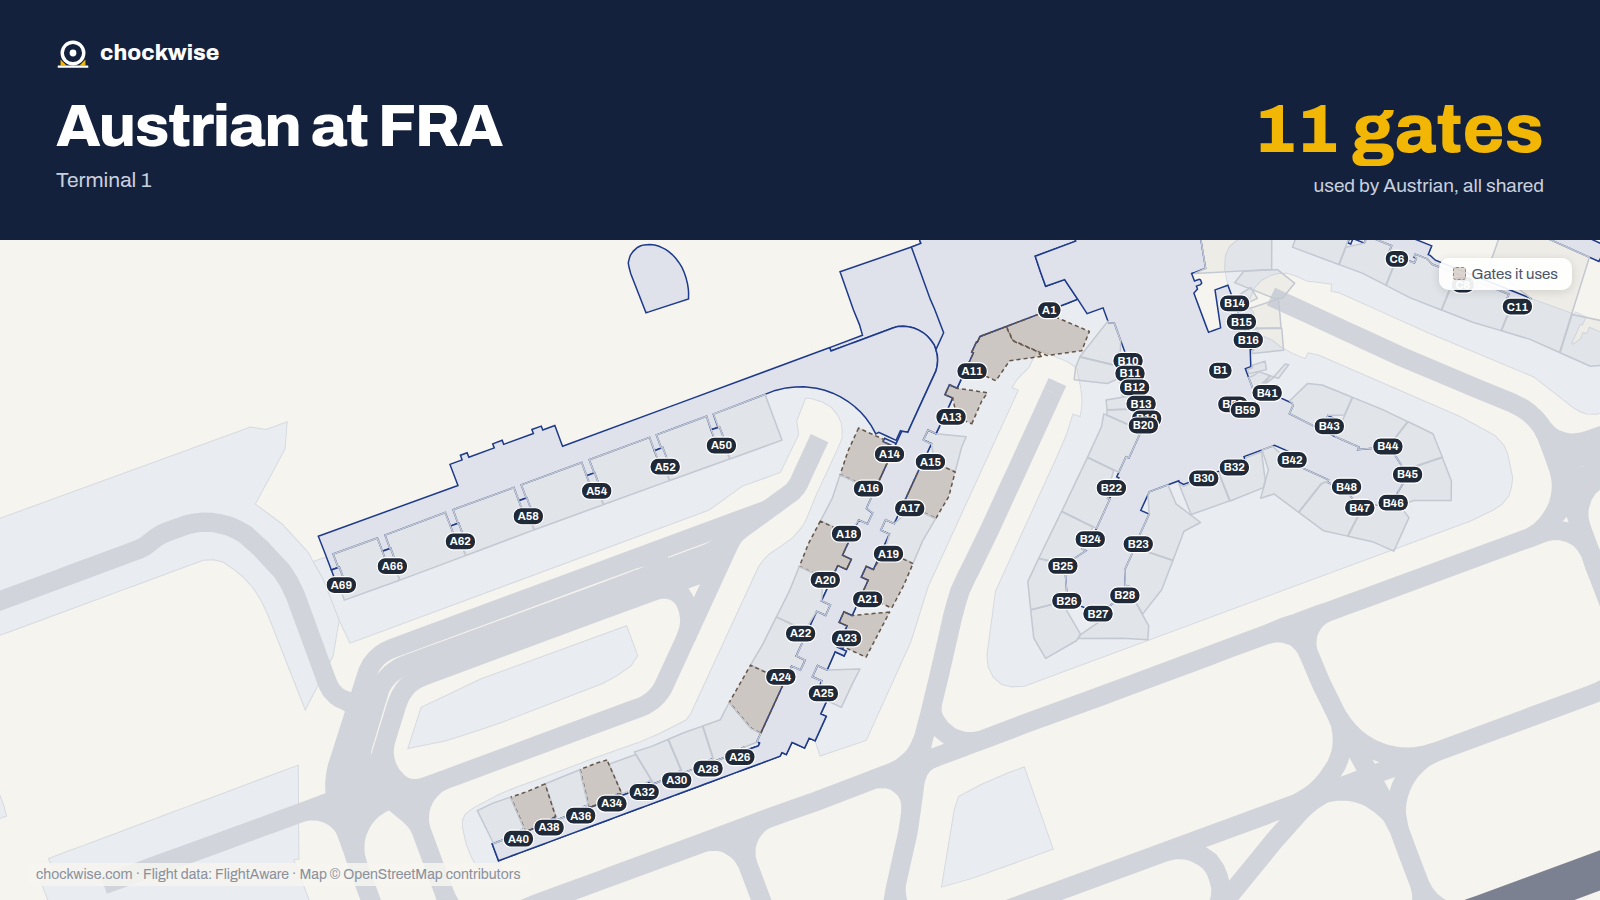 chockwise
Austrian at FRA
Terminal 1
11 gates
used by Austrian, all shared
Gates it uses
C6
C11
A1
B14
B15
B16
B1
B10
B11
B12
B13
B20
B41
B59
A11
A13
A14
A15
A16
A17
A18
A19
A20
A21
A22
A23
A24
A25
A26
A28
A30
A32
A34
A36
A38
A40
A50
A52
A54
A58
A62
A66
A69
B43
B44
B45
B46
B47
B48
B42
B32
B30
B22
B24
B23
B25
B26
B27
B28
chockwise.com · Flight data: FlightAware · Map © OpenStreetMap contributors